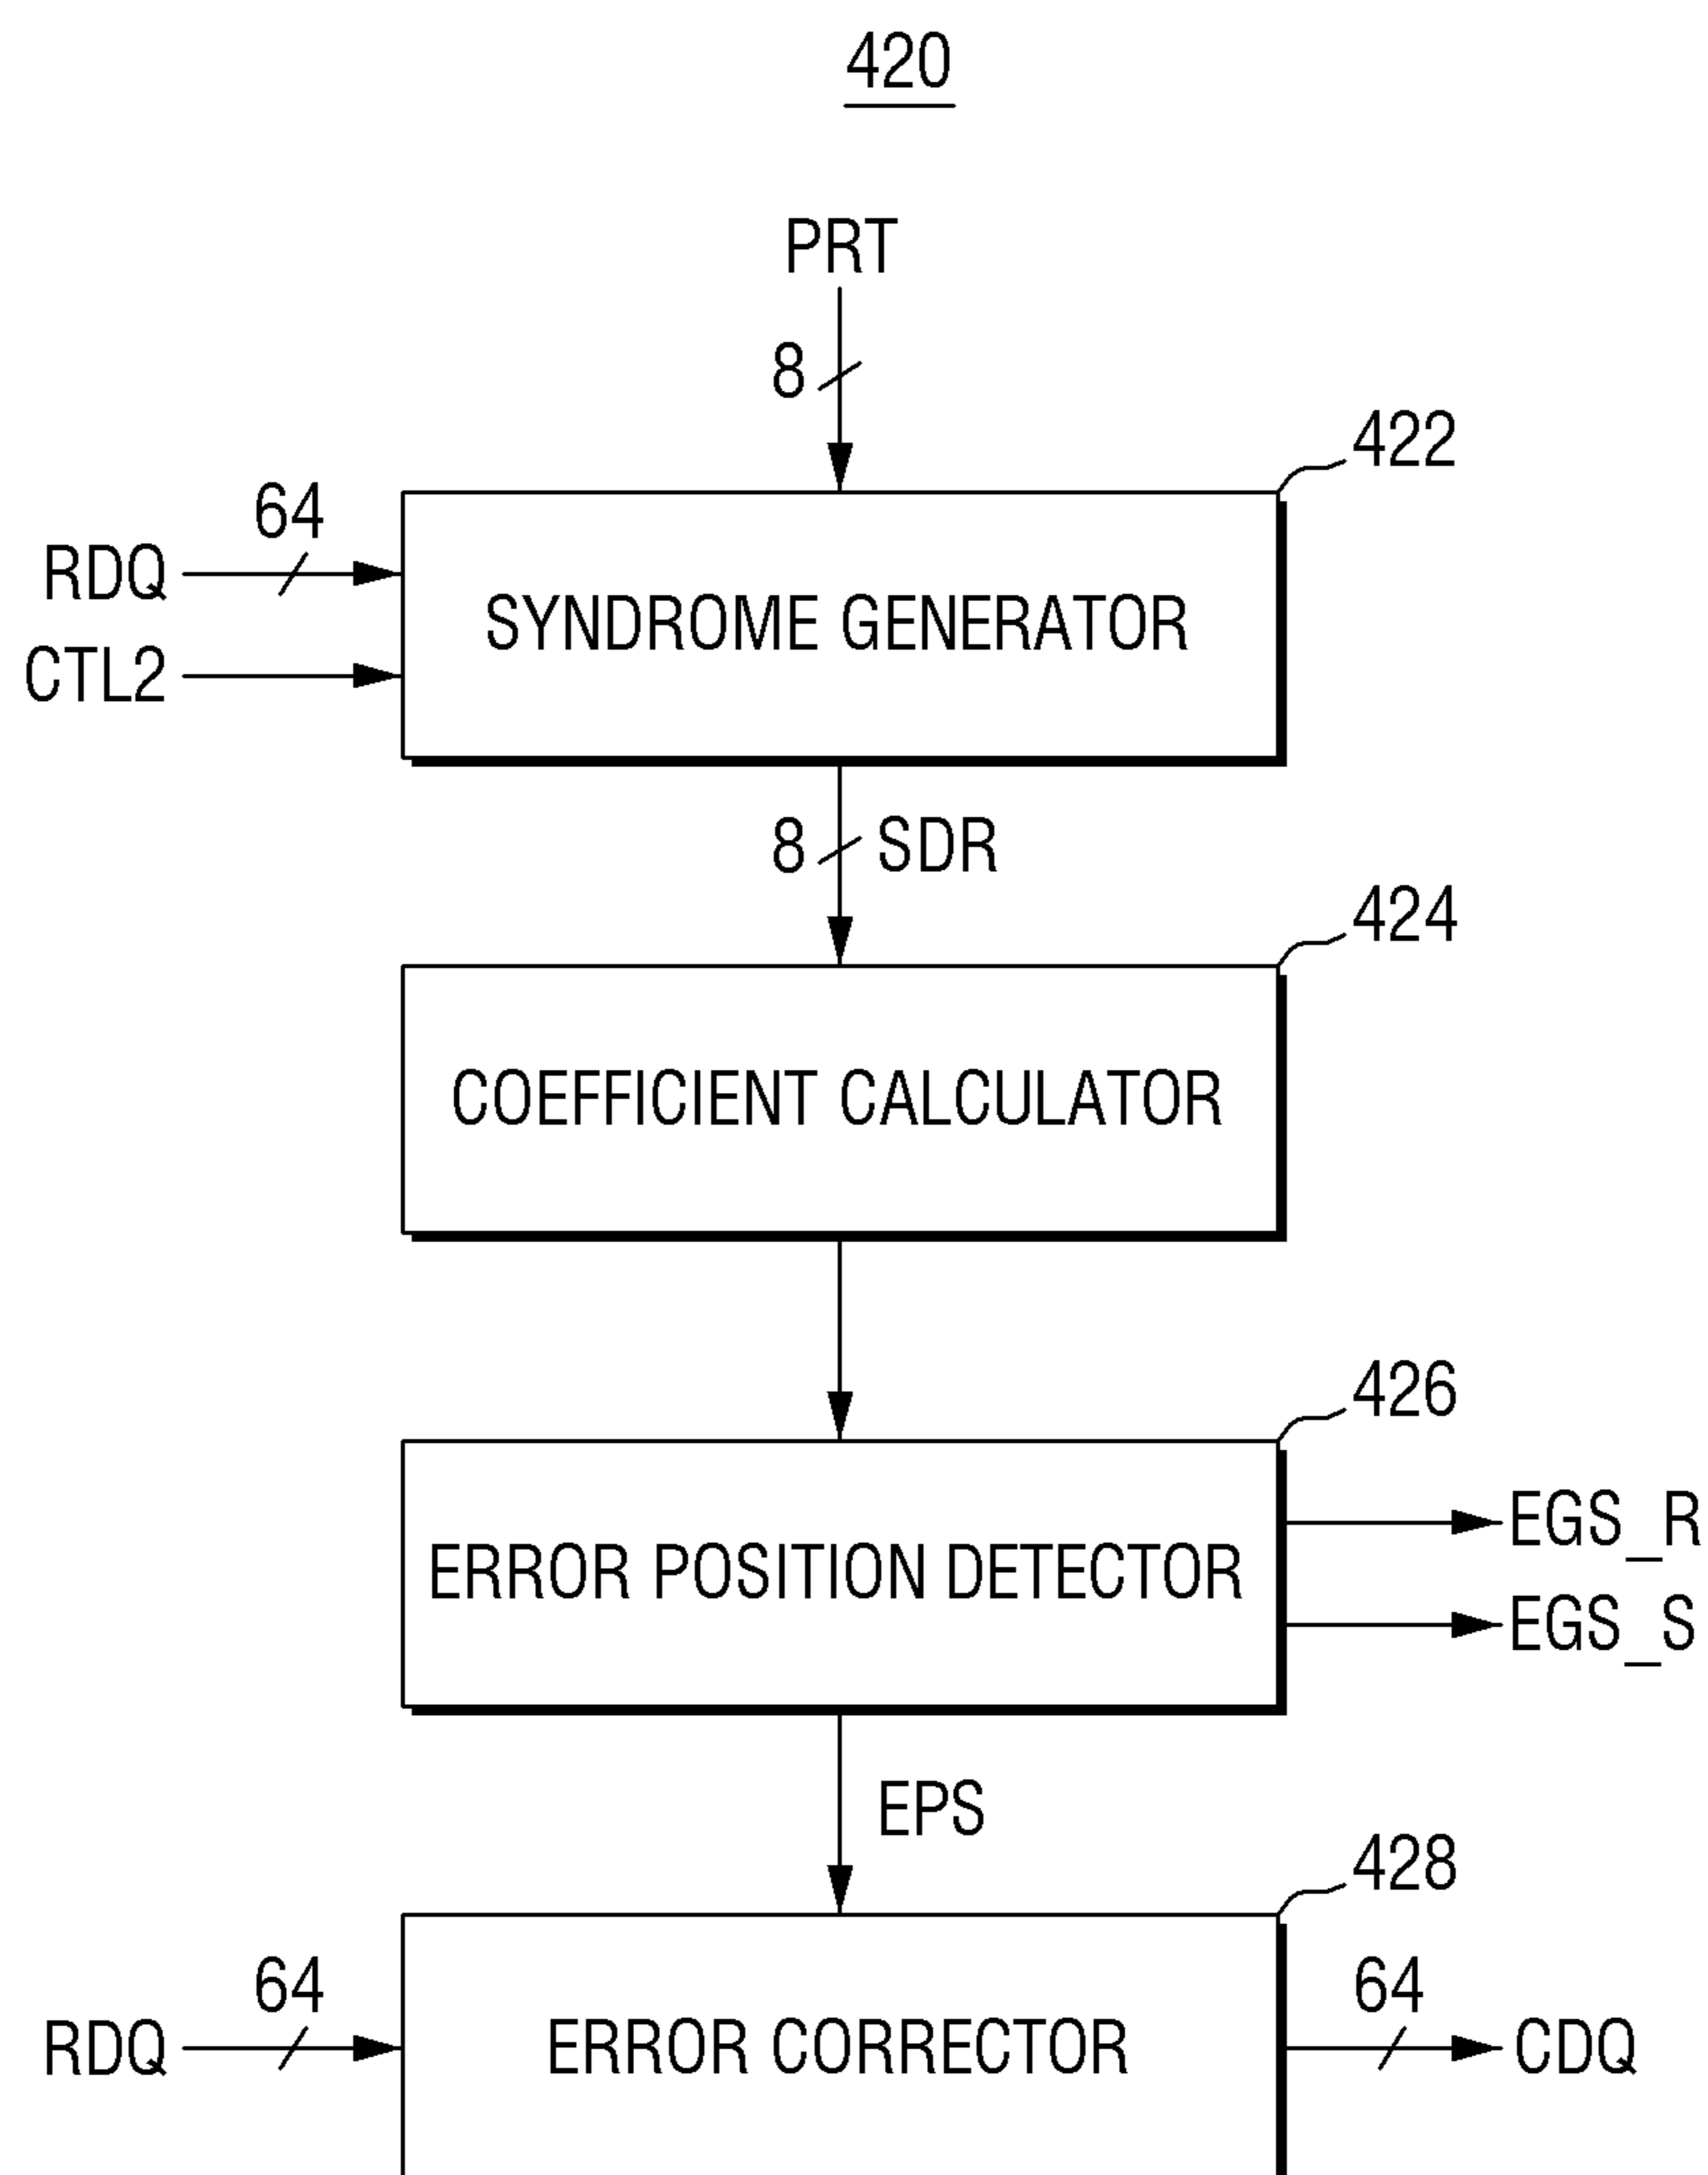 420
PRT
8
422
64
RDQ
CTL2
SYNDROME GENERATOR
8
SDR
424
COEFFICIENT CALCULATOR
426
ERROR POSITION DETECTOR
EGS_R
EGS_S
EPS
428
64
RDQ
ERROR CORRECTOR
64
CDQ